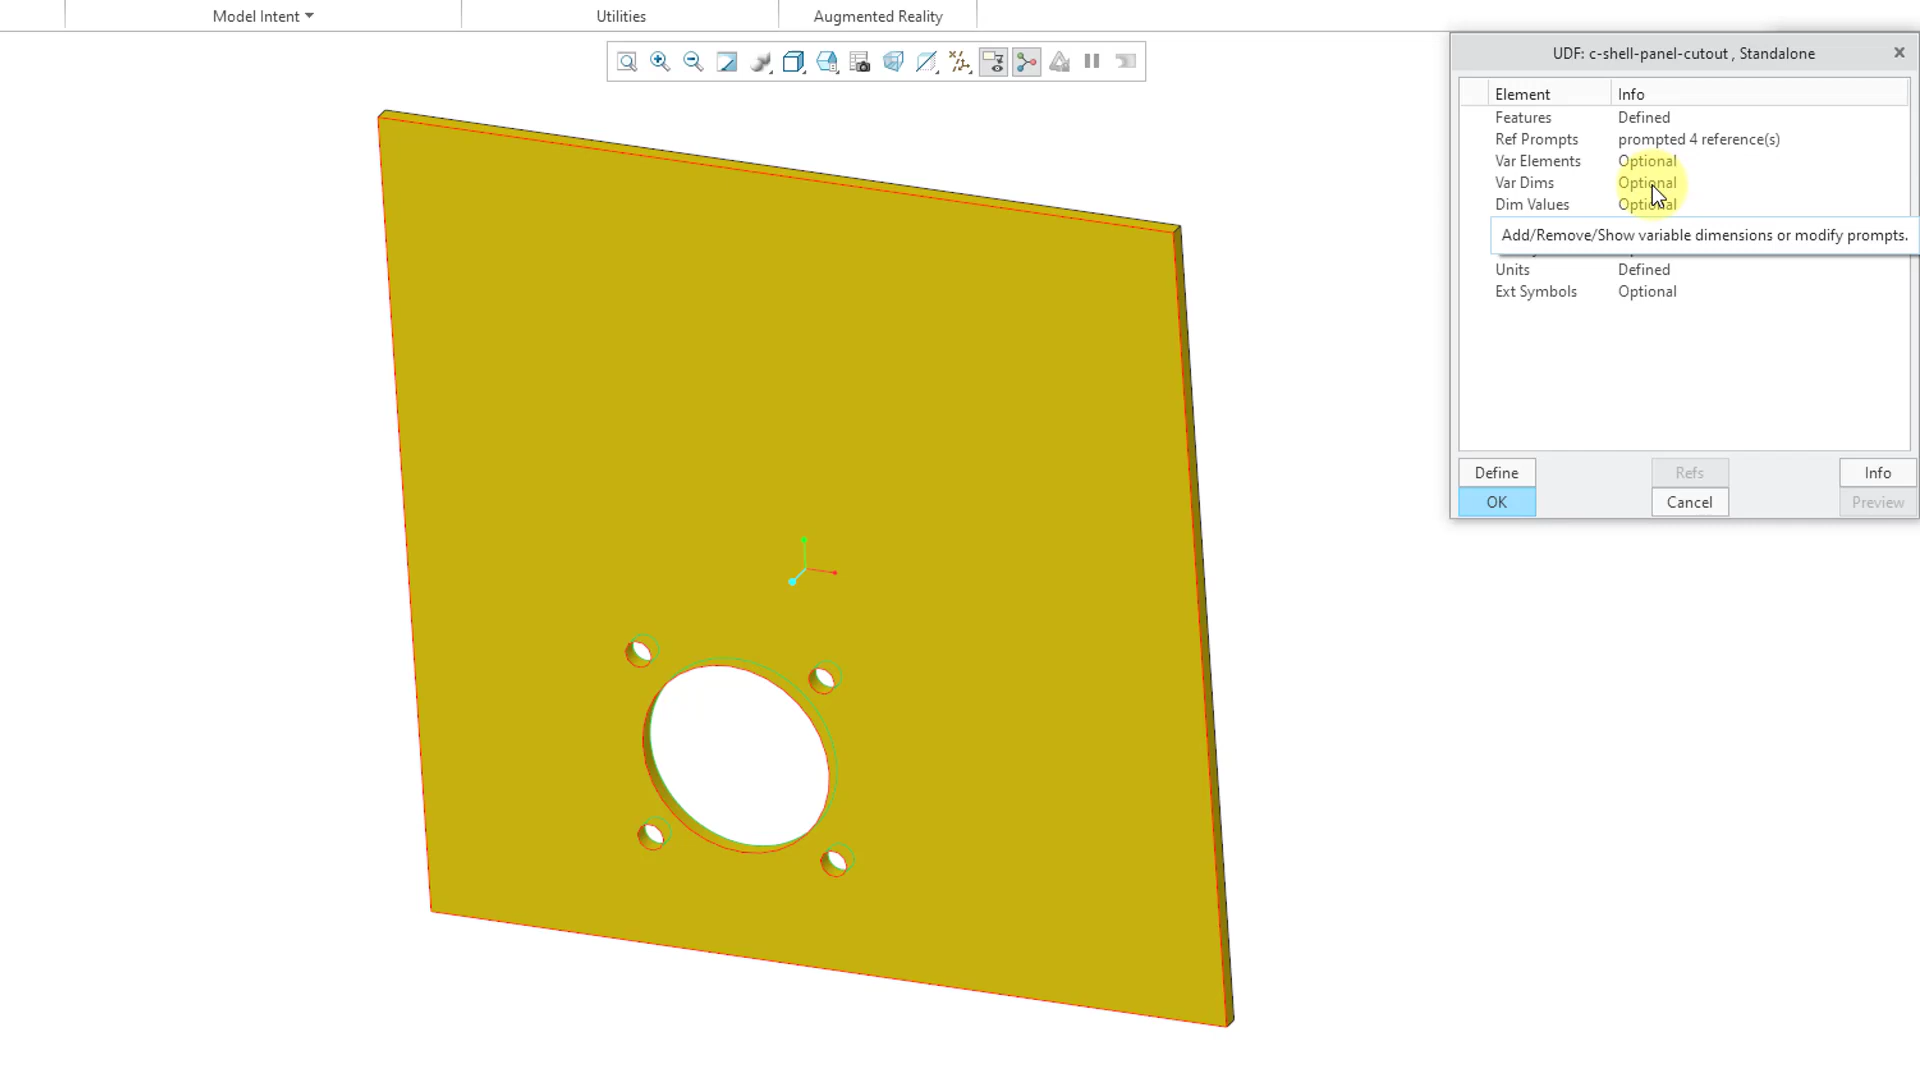 Model Intent Utilities Augmented Reality
UDF: c-shell-panel-cutout , Standalone
Element Info
Features Defined
Ref Prompts prompted 4 reference(s)
Var Elements Optional
Var Dims Optional
Dim Values Optional
Add/Remove/Show variable dimensions or modify prompts.
Units Defined
Ext Symbols Optional
Define Refs Info
OK Cancel Preview